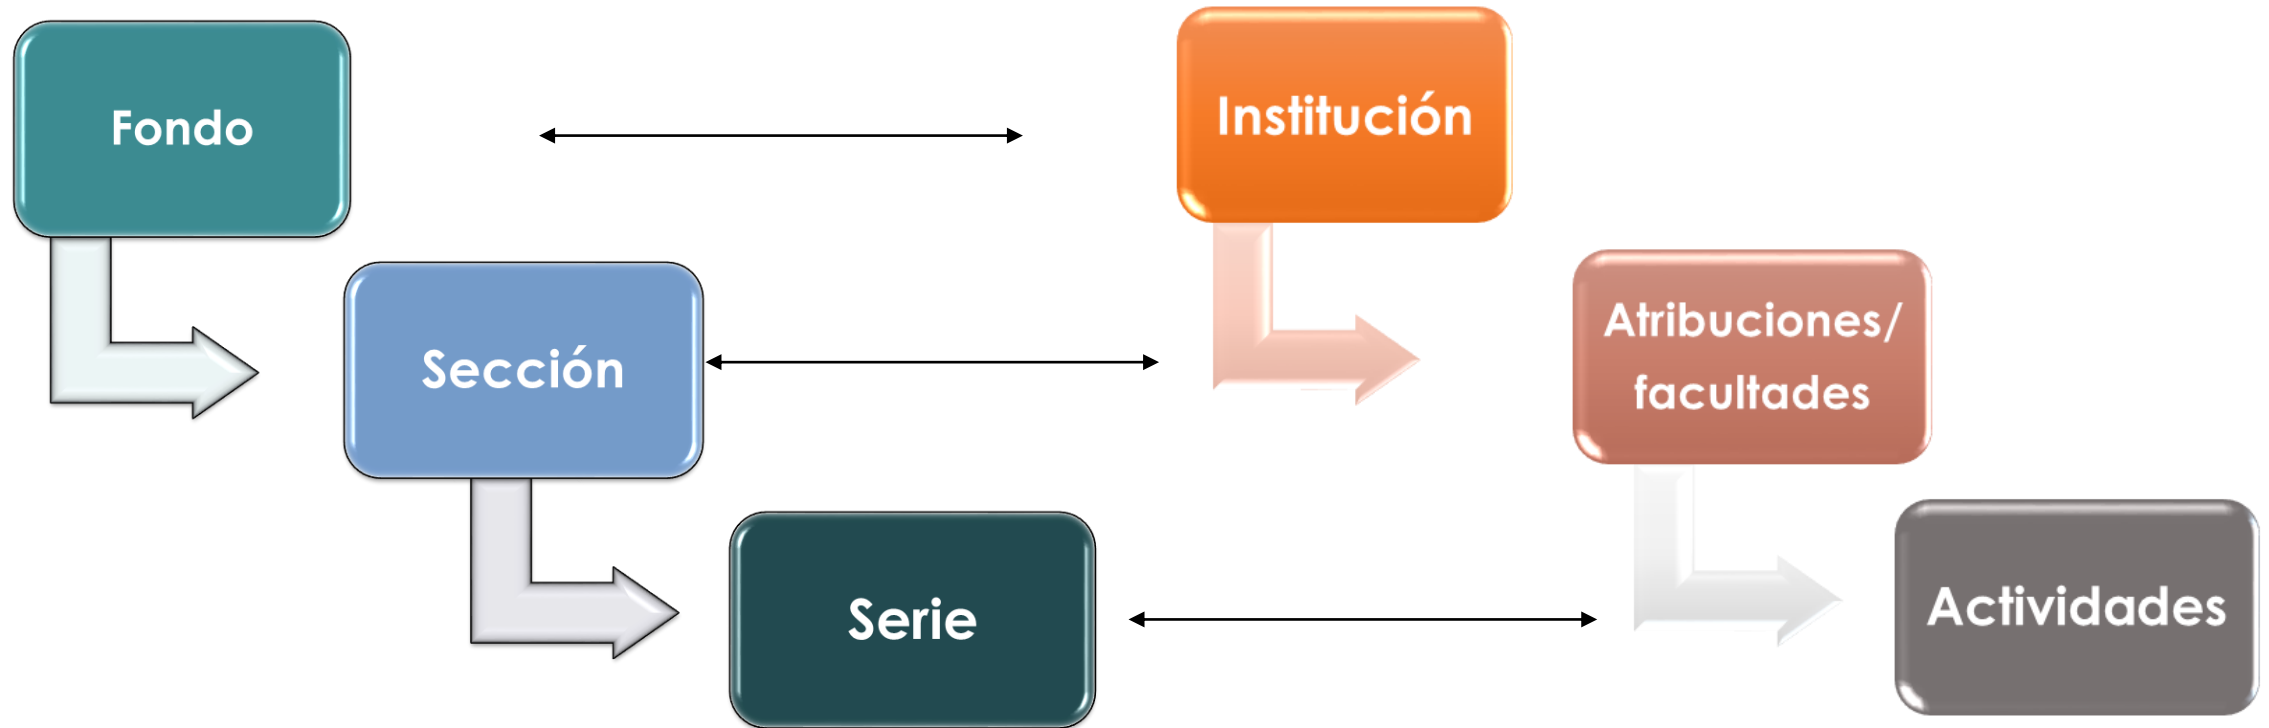 Fondo
Institución
Sección
Atribuciones/
facultades
Serie
Actividades